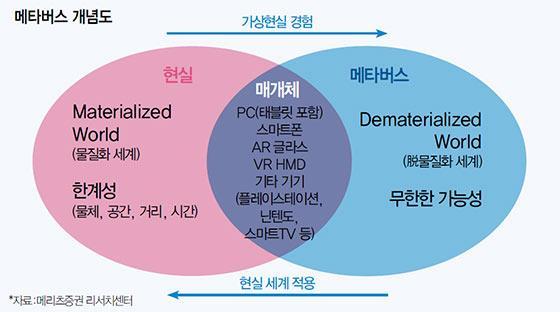 메타버스 개념도
가상현실 경험
현실
매개체
메타버스
Materialized
World
(물질화 세계)
한계성
(물체, 공간, 거리, 시간)
PC(태블릿 포함)
스마트폰
AR 글라스
VR HMD
기타 기기
(플레이스테이션,
닌텐도,
스마트TV 등)
Dematerialized
World
(脫물질화 세계)
무한한 가능성
현실 세계 적용
*자료:메리츠증권 리서치센터